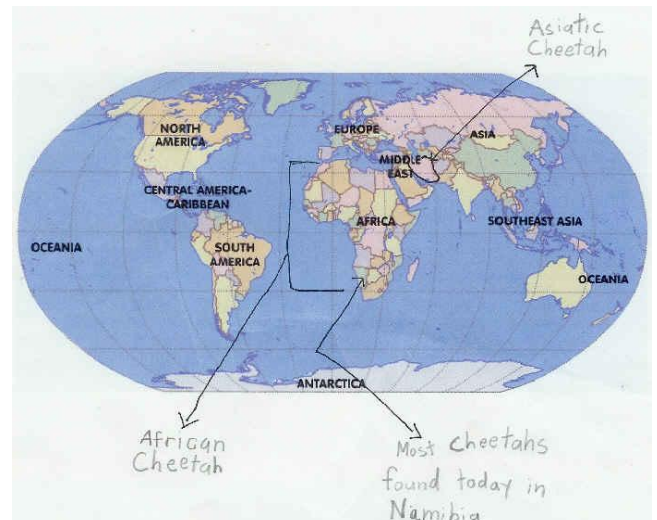 Asiatic
Cheetah
NORTH
AMERICA
EUROPE
ASIA
MIDDLE
EAST
CENTRAL AMERICA-
CARIBBEAN
AFRICA
SOUTHEAST ASIA
OCEANIA
SOUTH
AMERICA
OCEANIA
ANTARCTICA
African
Cheetah
Most Cheetahs
found today in
Namibia